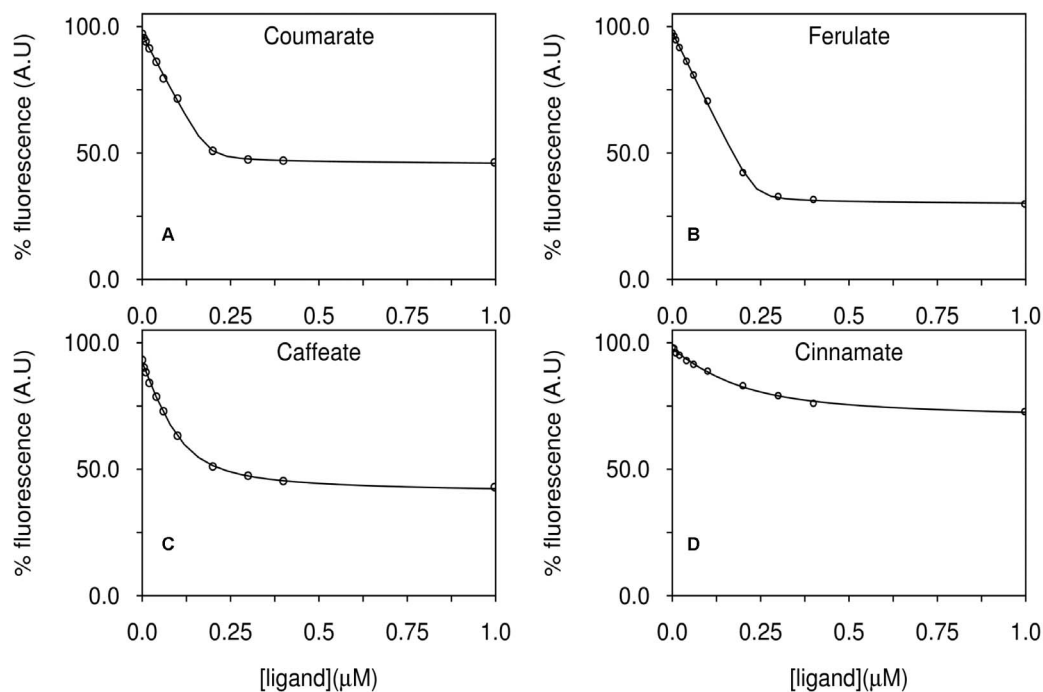 % fluorescence (A.U)
100.0
50.0
0.0
Coumarate
A
0.0 0.25 0.5 0.75 1.0
% fluorescence (A.U)
100.0
50.0
0.0
Ferulate
B
0.0 0.25 0.5 0.75 1.0
% fluorescence (A.U)
100.0
50.0
0.0
Caffeate
C
0.0 0.25 0.5 0.75 1.0
[ligand](μM)
% fluorescence (A.U)
100.0
50.0
0.0
Cinnamate
D
0.0 0.25 0.5 0.75 1.0
[ligand](μM)